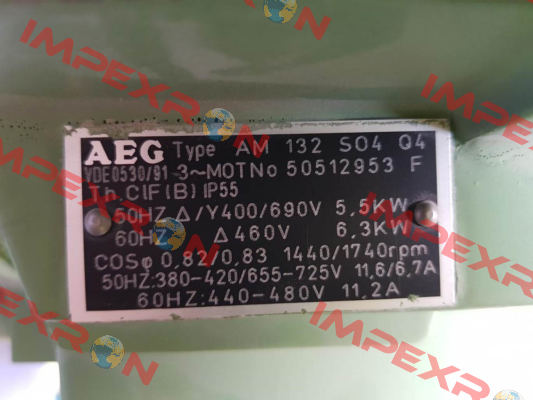 IMPEXRON
AEG Type AM 132 SO4 Q4
VDE0530/91-3~MOTNo 50512953 F
Th.ClF(B) IP55
50HZ Δ/Y400/690V 5,5KW
60HZ Δ460V 6,3KW
COSφ 0,82/0,83 1440/1740rpm
50HZ:380-420/655-725V 11,6/6,7A
60HZ:440-480V 11,2A
IMPEXRON
IMPEXRON